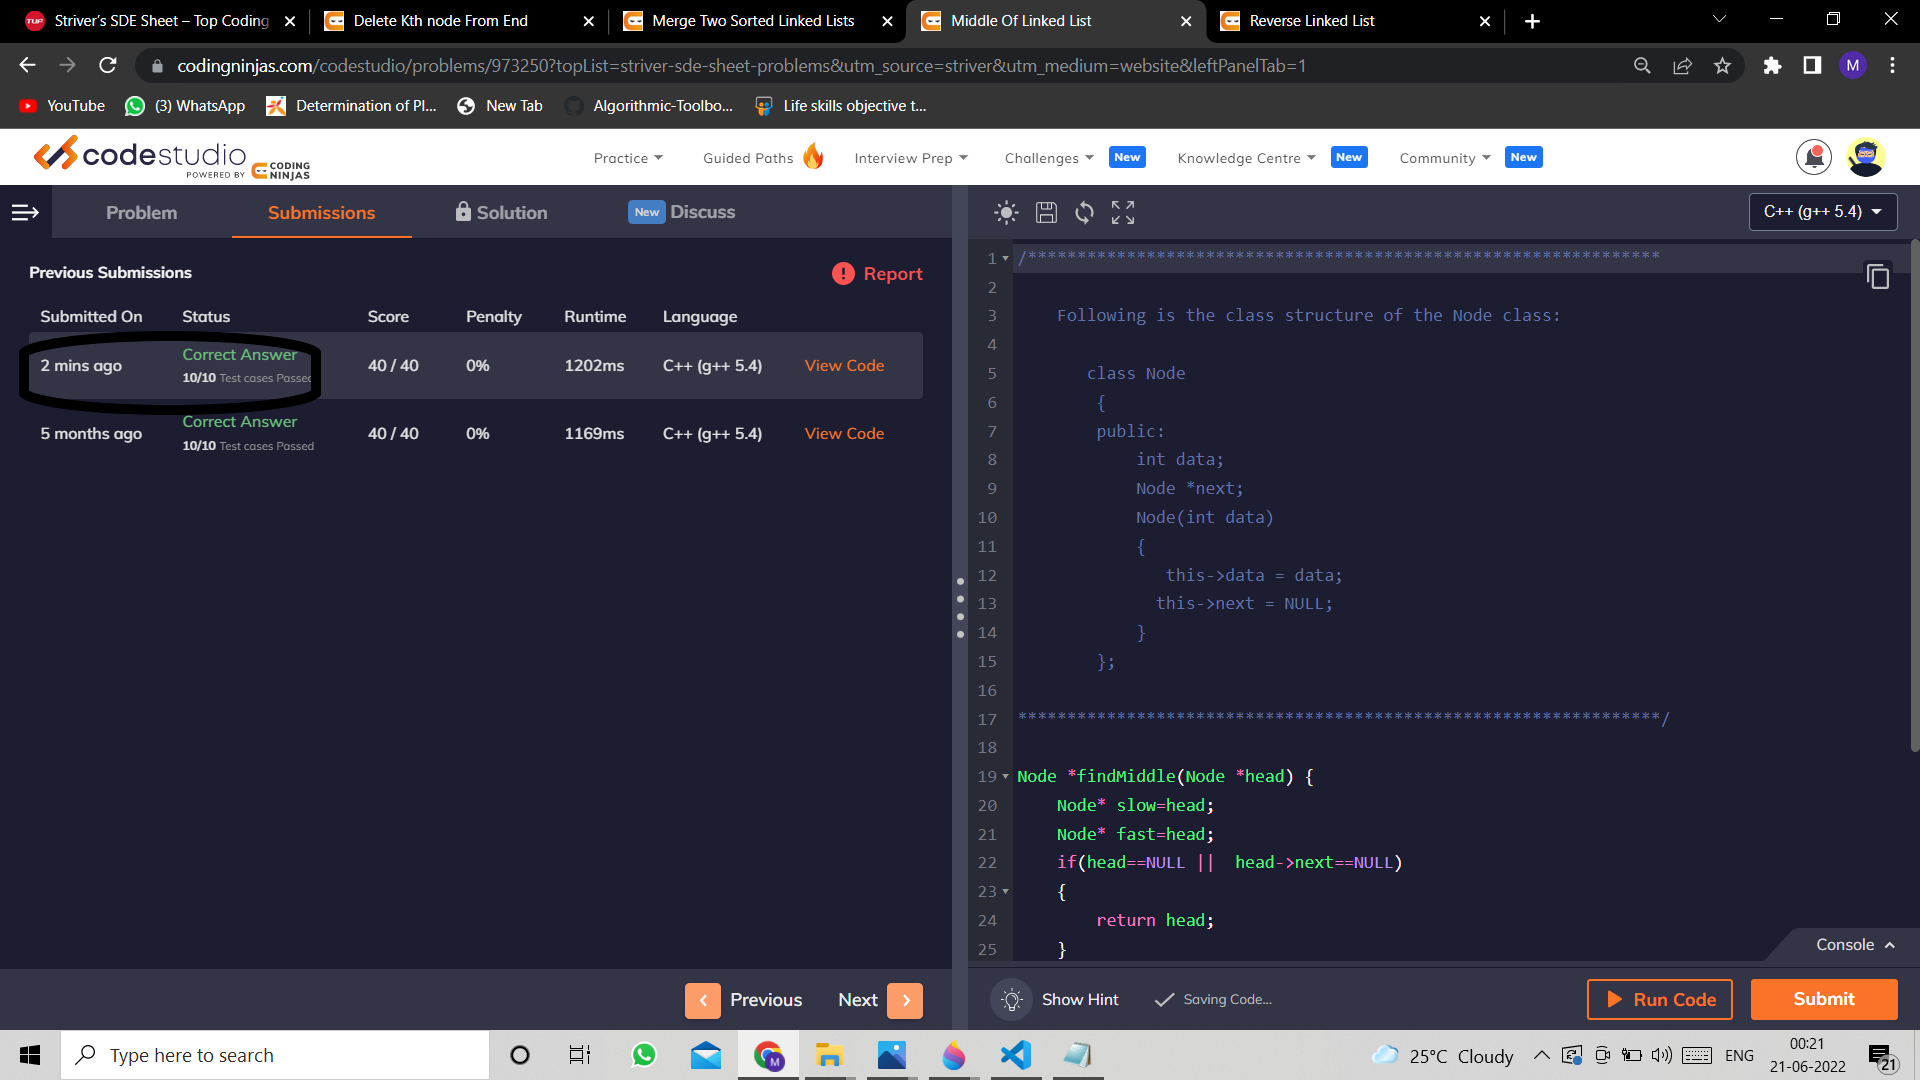 Striver's SDE Sheet – Top Coding
Delete Kth node From End
Merge Two Sorted Linked Lists
Middle Of Linked List
Reverse Linked List
codingninjas.com/codestudio/problems/973250?topList=striver-sde-sheet-problems&utm_source=striver&utm_medium=website&leftPanelTab=1
M
YouTube
(3) WhatsApp
Determination of Pl...
New Tab
Algorithmic-Toolbo...
Life skills objective t...
codestudio
POWERED BY CODING NINJAS
Practice
Guided Paths
Interview Prep
Challenges New
Knowledge Centre New
Community New
Problem
Submissions
Solution
New Discuss
C++ (g++ 5.4)
Previous Submissions
Report
Submitted On Status Score Penalty Runtime Language
2 mins ago Correct Answer 40 / 40 0% 1202ms C++ (g++ 5.4) View Code
10/10 Test cases Passed
5 months ago Correct Answer 40 / 40 0% 1169ms C++ (g++ 5.4) View Code
10/10 Test cases Passed
1 /****************************************************************
2
3 Following is the class structure of the Node class:
4
5 class Node
6 {
7 public:
8 int data;
9 Node *next;
10 Node(int data)
11 {
12 this->data = data;
13 this->next = NULL;
14 }
15 };
16
17 *****************************************************************/
18
19 Node *findMiddle(Node *head) {
20 Node* slow=head;
21 Node* fast=head;
22 if(head==NULL ||  head->next==NULL)
23 {
24 return head;
25 }
Console
Previous
Next
Show Hint
Saving Code...
Run Code
Submit
Type here to search
M
25°C Cloudy
ENG
00:21
21-06-2022
21